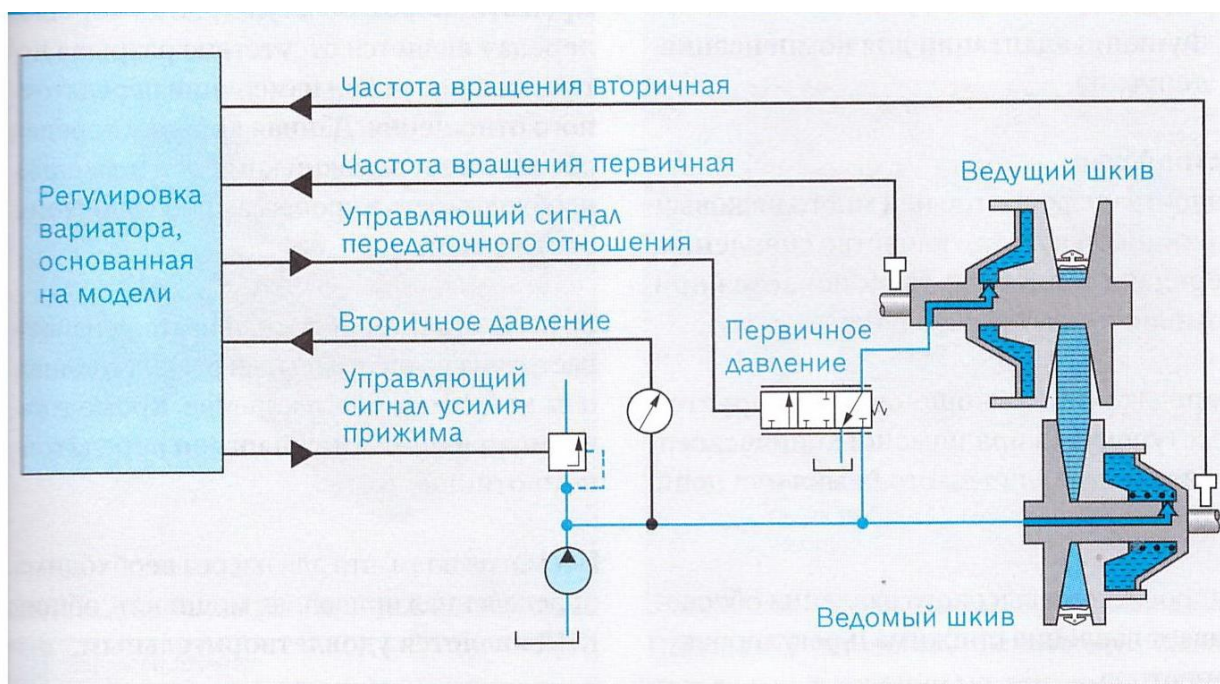 Частота вращения вторичная
Частота вращения первичная
Ведущий шкив
Регулировка
вариатора,
основанная
на модели
Управляющий сигнал
передаточного отношения
Вторичное давление
Первичное
давление
Управляющий
сигнал усилия
прижима
Ведомый шкив